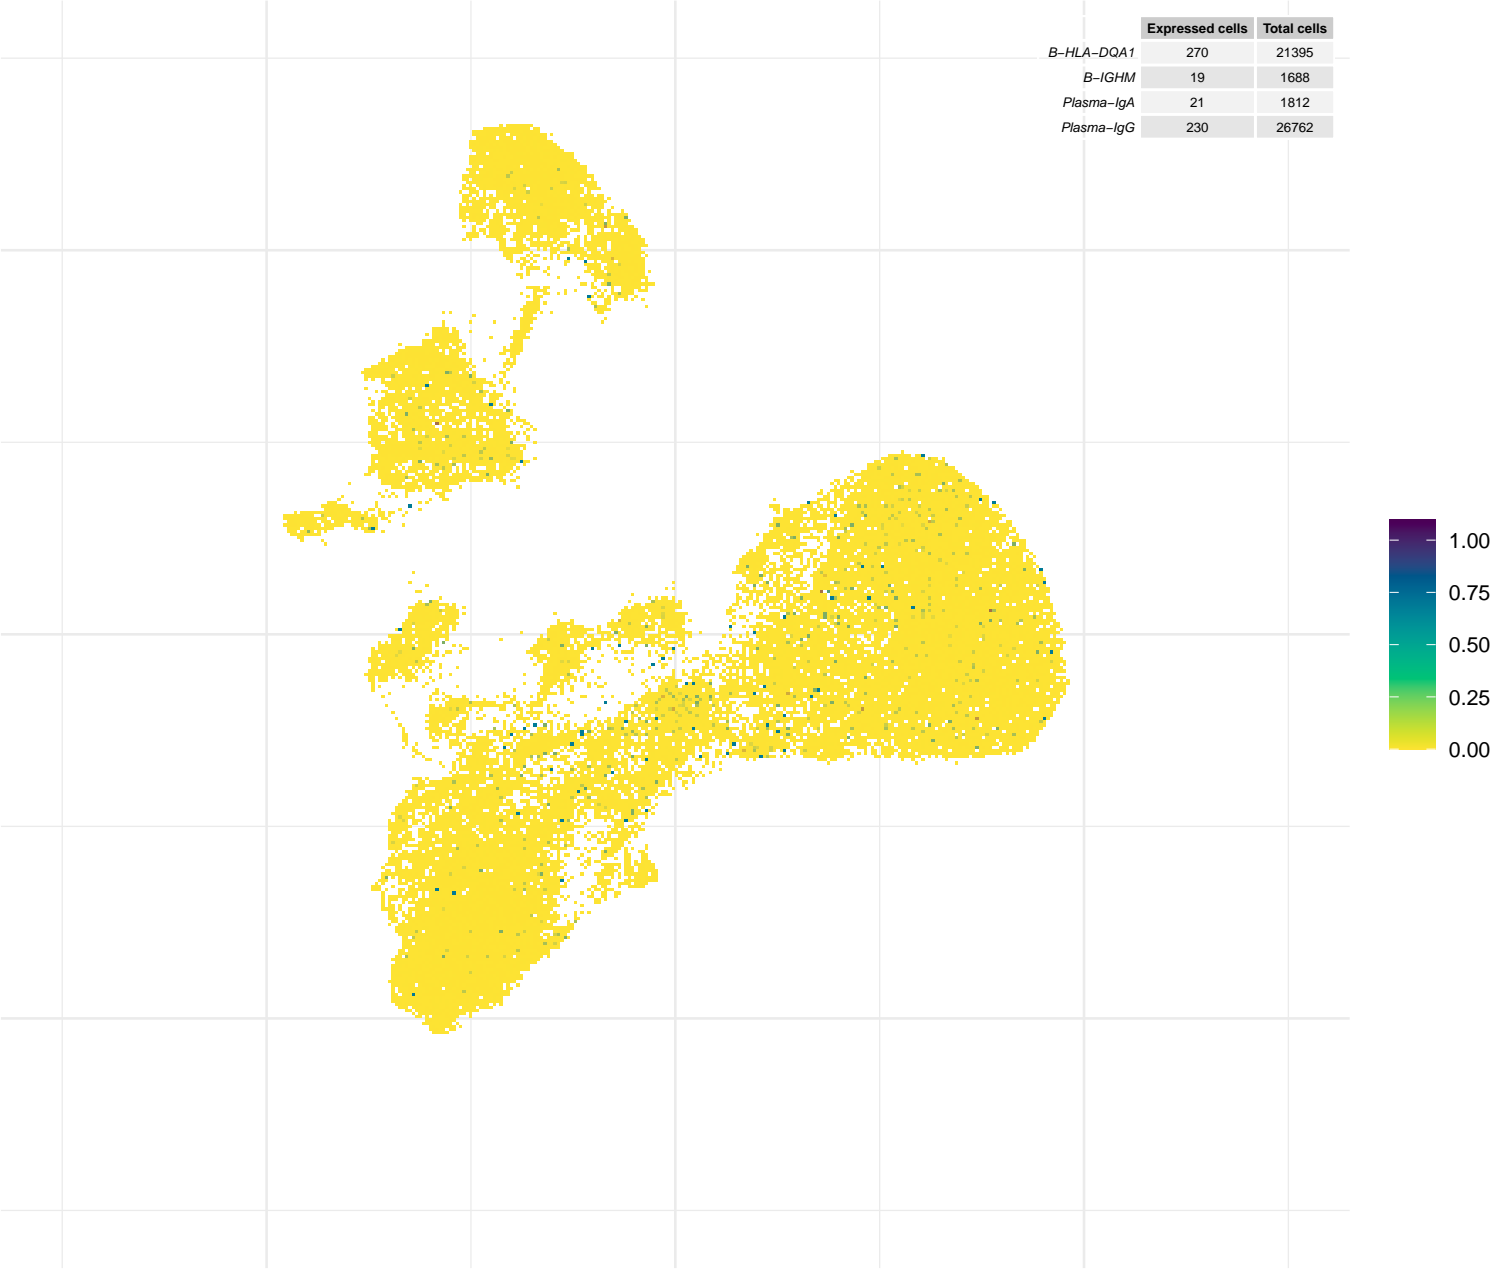 Expressed cells Total cells
B−HLA−DQA1 270 21395
B−IGHM 19 1688
Plasma−IgA 21 1812
Plasma−IgG 230 26762
1.00
0.75
0.50
0.25
0.00